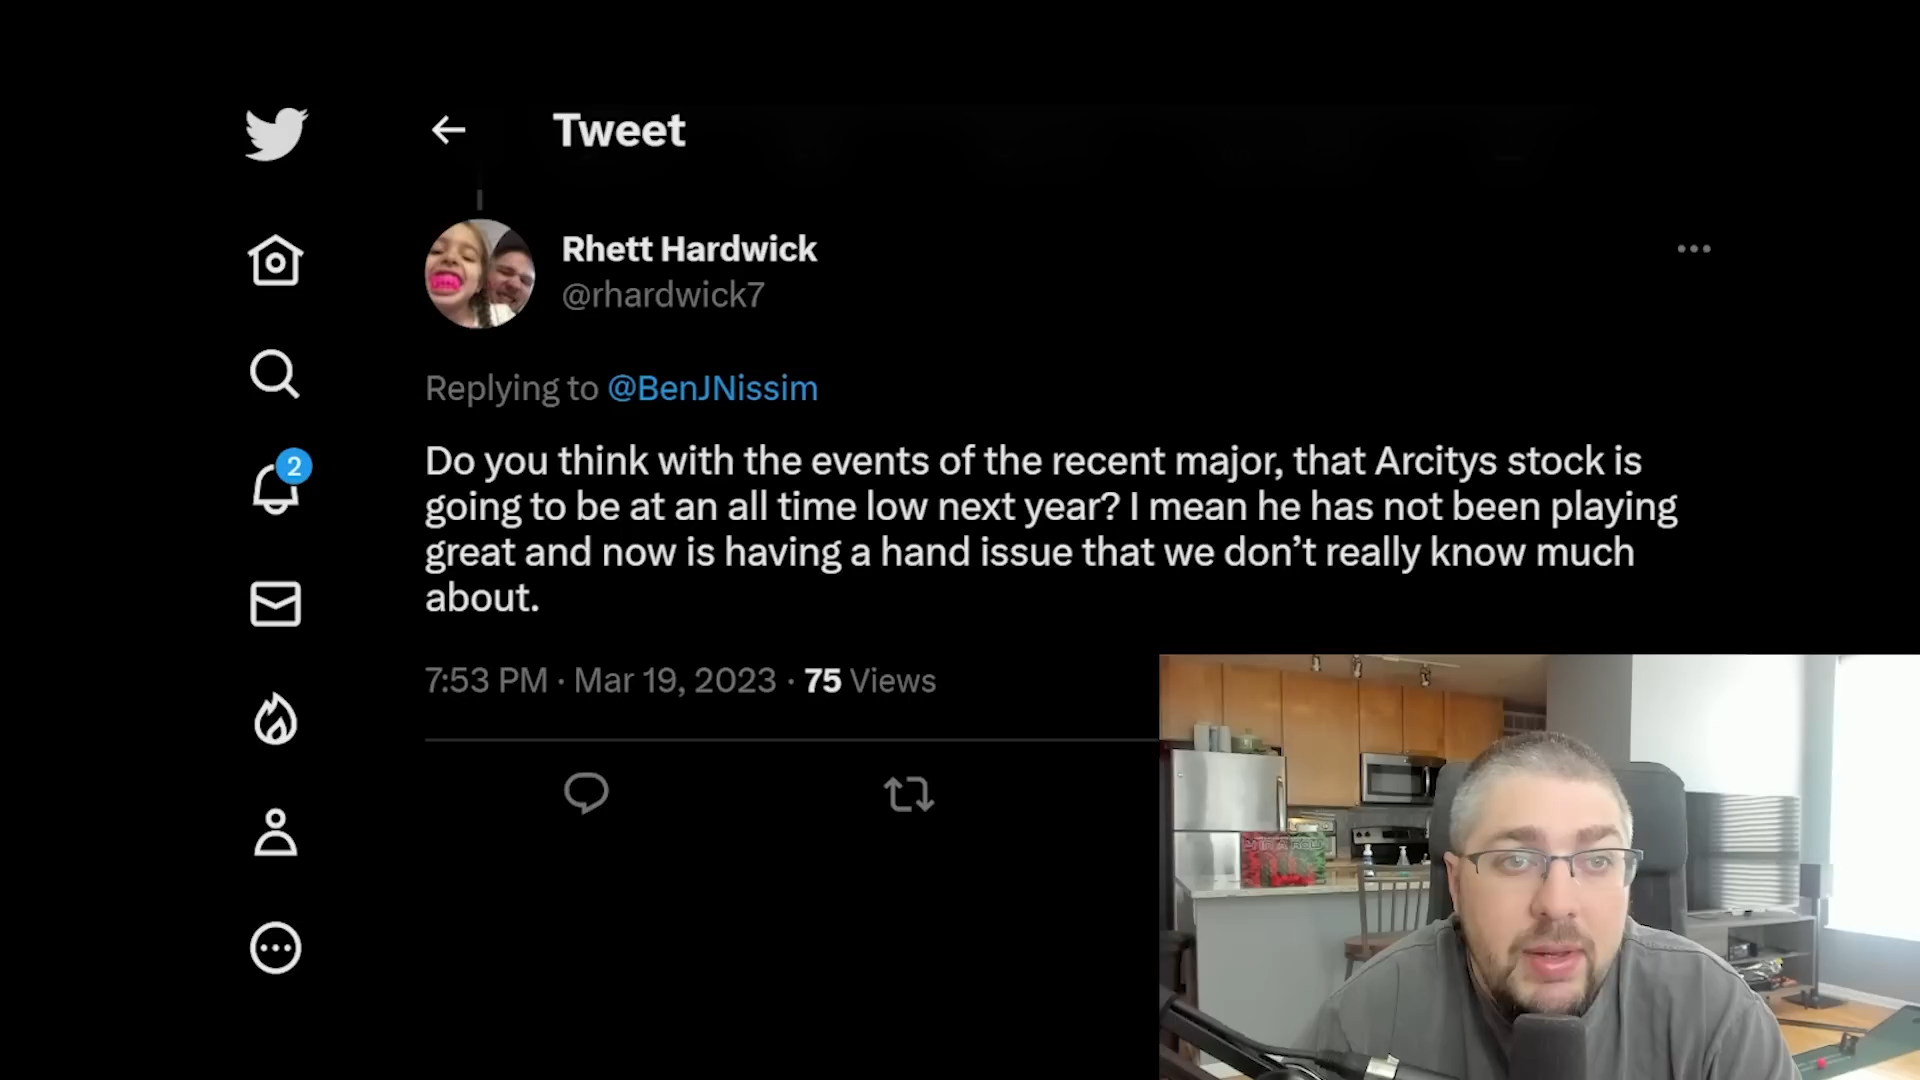 Tweet
Rhett Hardwick
@rhardwick7
Replying to @BenJNissim
2
Do you think with the events of the recent major, that Arcitys stock is
going to be at an all time low next year? I mean he has not been playing
great and now is having a hand issue that we don’t really know much
about.
7:53 PM · Mar 19, 2023 · 75 Views